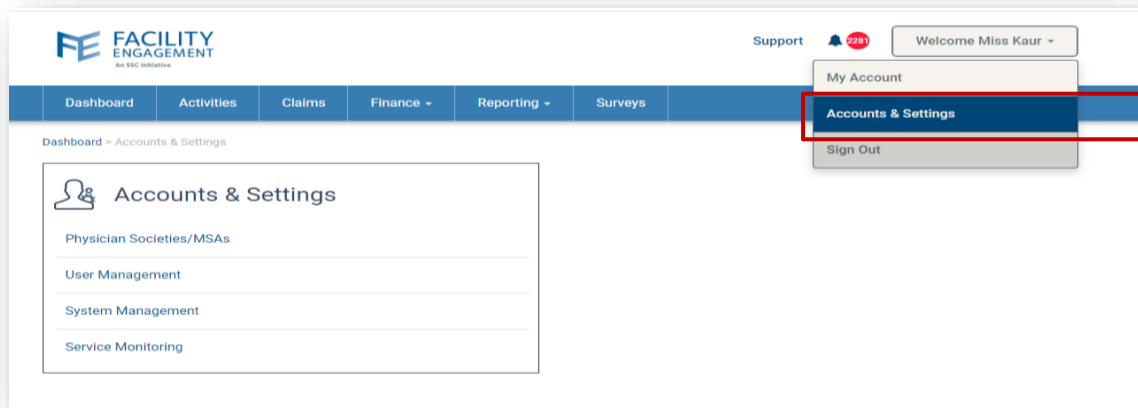 FACILITY
ENGAGEMENT
An SSC Initiative
Support
2281
Welcome Miss Kaur
My Account
Accounts & Settings
Sign Out
Dashboard
Activities
Claims
Finance
Reporting
Surveys
Dashboard > Accounts & Settings
Accounts & Settings
Physician Societies/MSAs
User Management
System Management
Service Monitoring